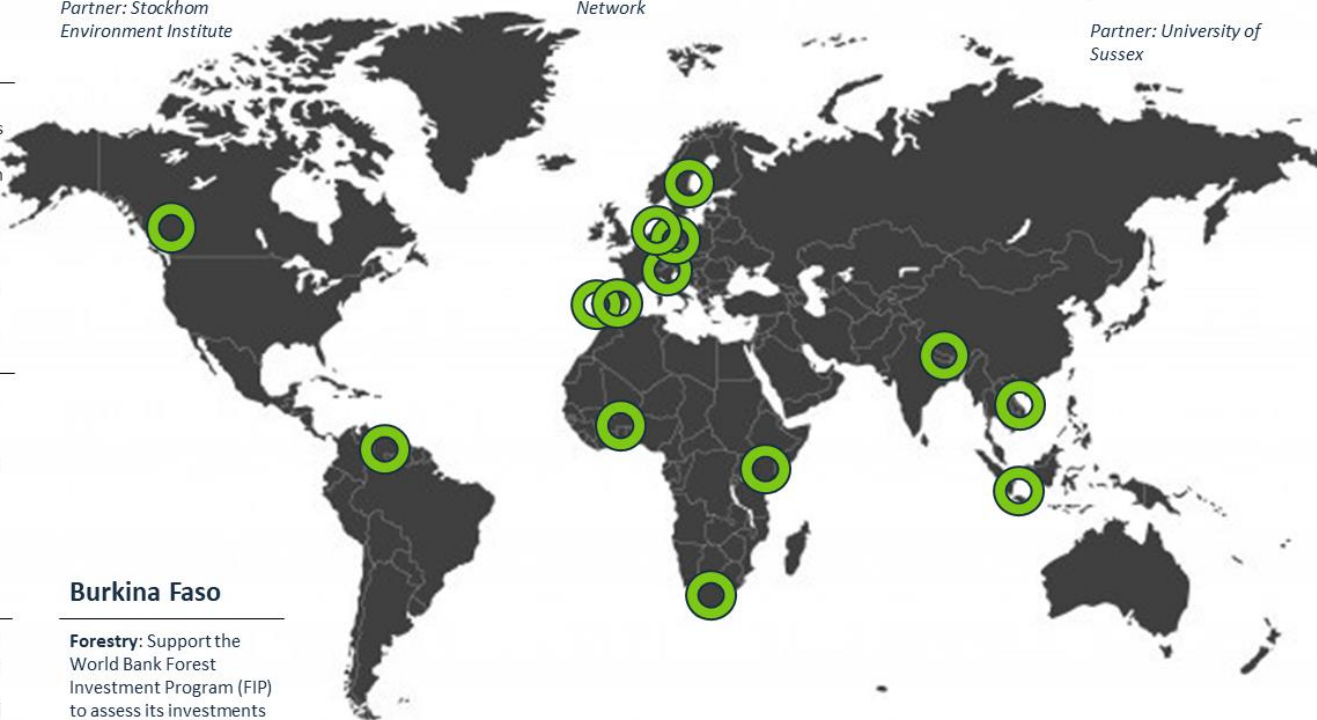 Partner: Stockhom
Environment Institute
Network
Partner: University of
Sussex
s
n
Burkina Faso
Forestry: Support the
World Bank Forest
Investment Program (FIP)
to assess its investments